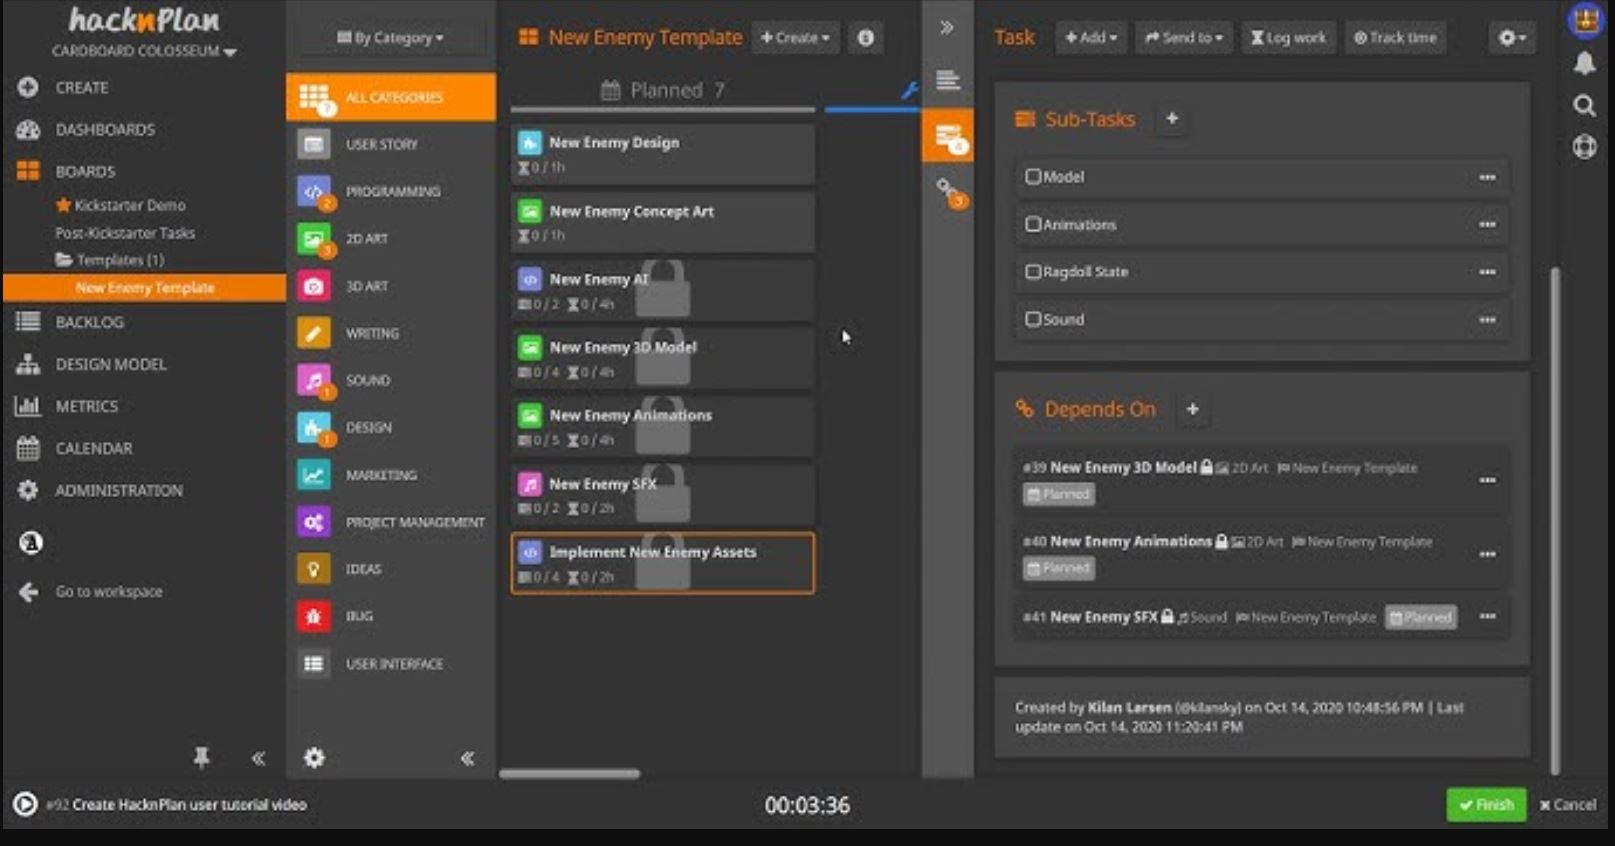 hacknPlan
CARDBOARD COLOSSEUM
CREATE
DASHBOARDS
BOARDS
Kickstarter Demo
Post-Kickstarter Tasks
Templates (1)
New Enemy Template
BACKLOG
DESIGN MODEL
METRICS
CALENDAR
ADMINISTRATION
Go to workspace
By Category
7
ALL CATEGORIES
USER STORY
PROGRAMMING
2
2D ART
3
3D ART
WRITING
SOUND
1
DESIGN
1
MARKETING
PROJECT MANAGEMENT
IDEAS
BUG
USER INTERFACE
New Enemy Template + Create
Planned 7
New Enemy Design
0 / 1h
New Enemy Concept Art
0 / 1h
New Enemy AI
0 / 2 0 / 4h
New Enemy 3D Model
0 / 4 0 / 4h
New Enemy Animations
0 / 5 0 / 4h
New Enemy SFX
0 / 2 0 / 2h
Implement New Enemy Assets
0 / 4 0 / 2h
4
3
Task + Add Send to Log work Track time
Sub-Tasks +
Model
Animations
Ragdoll State
Sound
Depends On +
#39 New Enemy 3D Model 2D Art New Enemy Template
Planned
#40 New Enemy Animations 2D Art New Enemy Template
Planned
#41 New Enemy SFX Sound New Enemy Template Planned
Created by Kilan Larsen (@kilansky) on Oct 14, 2020 10:48:56 PM | Last
update on Oct 14, 2020 11:20:41 PM
#92 Create HacknPlan user tutorial video
00:03:36
Finish
Cancel